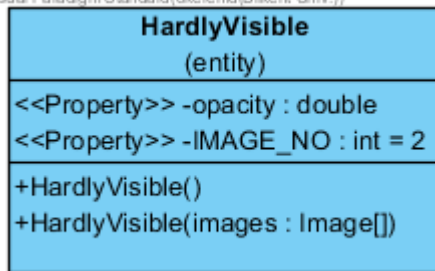 HardlyVisible
(entity)
<<Property>> -opacity : double
<<Property>> -IMAGE_NO : int = 2
+HardlyVisible()
+HardlyVisible(images : Image[])